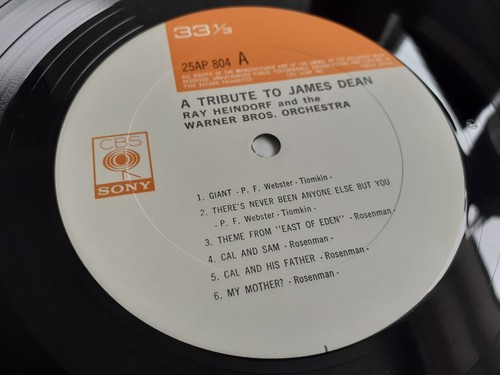 33 1/3
25AP 804 A
A TRIBUTE TO JAMES DEAN
RAY HEINDORF and the
WARNER BROS. ORCHESTRA
CBS
SONY
1. GIANT - P. F. Webster - Tiomkin -
2. THERE'S NEVER BEEN ANYONE ELSE BUT YOU
- P. F. Webster - Tiomkin -
3. THEME FROM "EAST OF EDEN" - Rosenman -
4. CAL AND SAM - Rosenman -
5. CAL AND HIS FATHER - Rosenman -
6. MY MOTHER? - Rosenman -